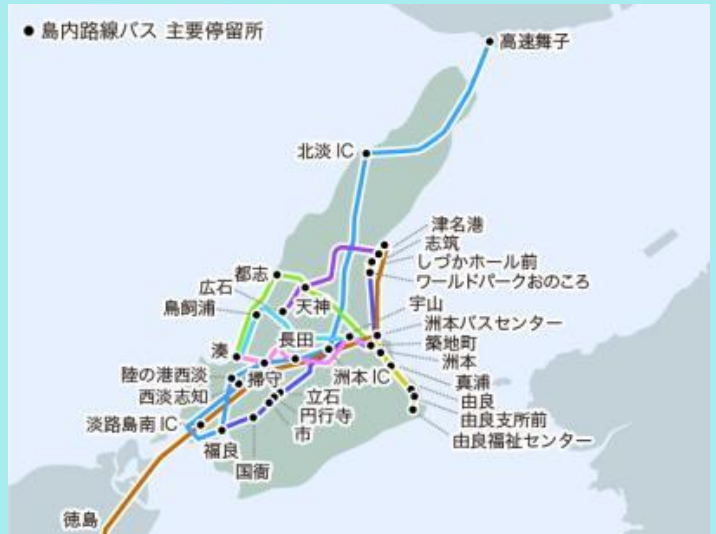 ● 島内路線バス 主要停留所
高速舞子
北淡 IC
津名港
志筑
しづかホール前
ワールドパークおのころ
都志
広石
鳥飼浦
天神
宇山
洲本バスセンター
長田
築地町
湊
洲本
陸の港西淡
掃守
洲本 IC
真浦
西淡志知
立石
由良
淡路島南 IC
円行寺
由良支所前
市
由良福祉センター
福良
国衙
徳島